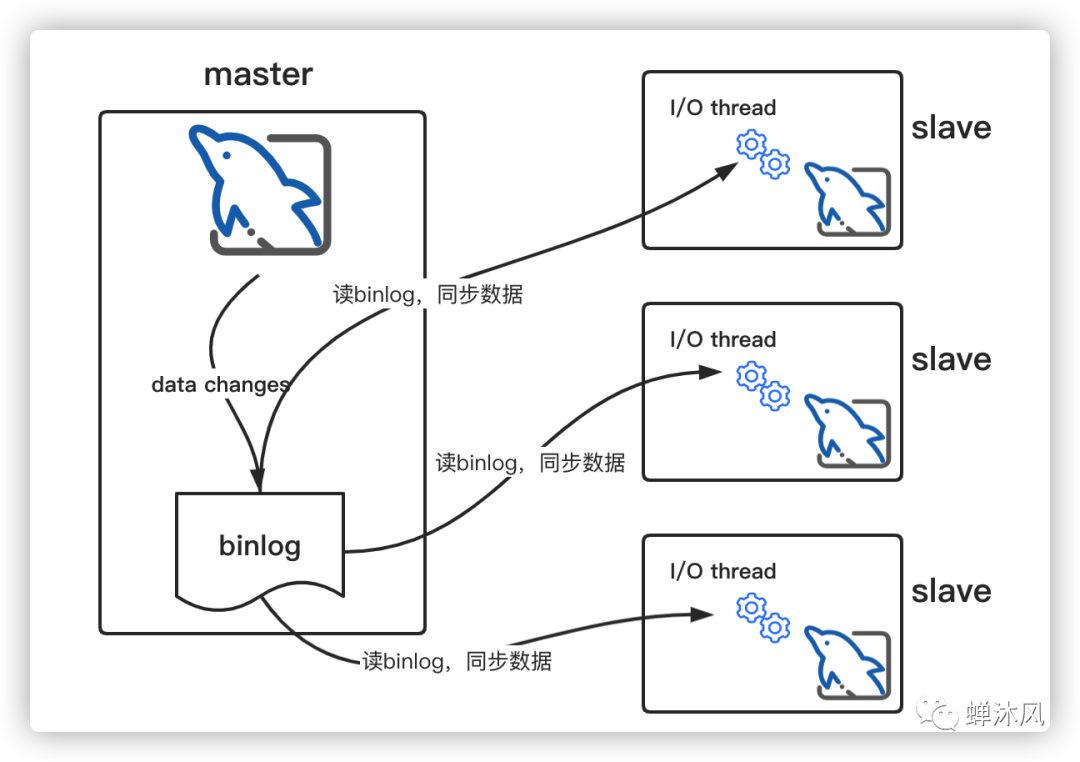 master
I/O thread
slave
读binlog，同步数据
I/O thread
slave
data changes
读binlog，同步数据
binlog
I/O thread
slave
读binlog，同步数据
蝉沐风